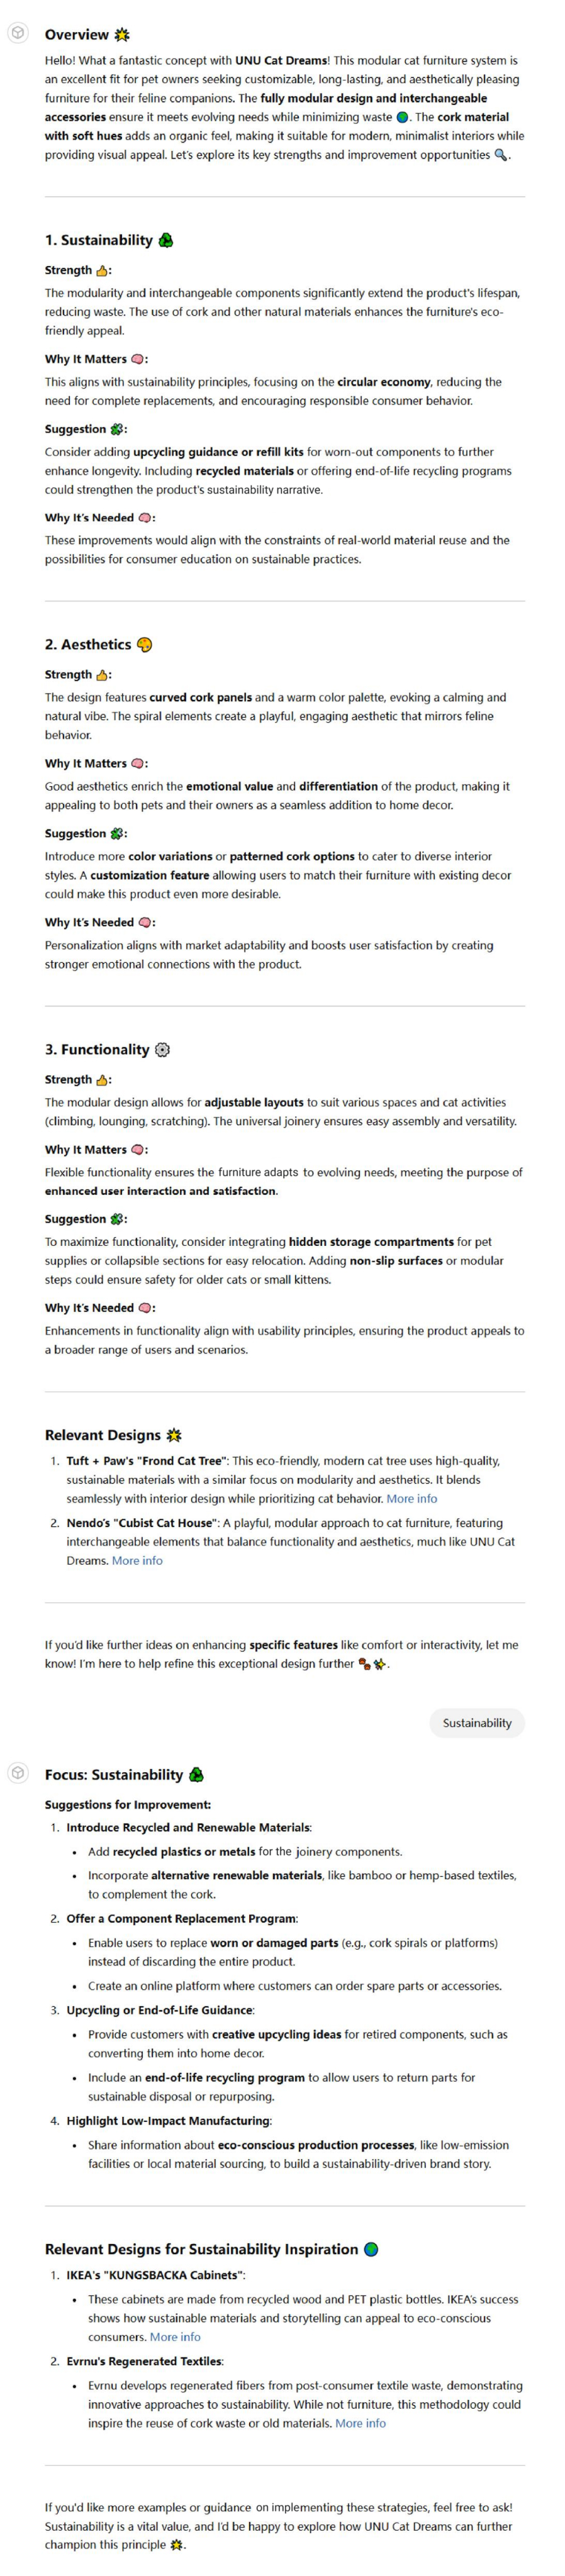 Overview 🌟
Hello! What a fantastic concept with UNU Cat Dreams! This modular cat furniture system is
an excellent fit for pet owners seeking customizable, long-lasting, and aesthetically pleasing
furniture for their feline companions. The fully modular design and interchangeable
accessories ensure it meets evolving needs while minimizing waste 🌍. The cork material
with soft hues adds an organic feel, making it suitable for modern, minimalist interiors while
providing visual appeal. Let's explore its key strengths and improvement opportunities 🔍.
1. Sustainability ♻️
Strength 👍:
The modularity and interchangeable components significantly extend the product's lifespan,
reducing waste. The use of cork and other natural materials enhances the furniture's eco-
friendly appeal.
Why It Matters 🧠:
This aligns with sustainability principles, focusing on the circular economy, reducing the
need for complete replacements, and encouraging responsible consumer behavior.
Suggestion 🧩:
Consider adding upcycling guidance or refill kits for worn-out components to further
enhance longevity. Including recycled materials or offering end-of-life recycling programs
could strengthen the product's sustainability narrative.
Why It's Needed 🧠:
These improvements would align with the constraints of real-world material reuse and the
possibilities for consumer education on sustainable practices.
2. Aesthetics 🎨
Strength 👍:
The design features curved cork panels and a warm color palette, evoking a calming and
natural vibe. The spiral elements create a playful, engaging aesthetic that mirrors feline
behavior.
Why It Matters 🧠:
Good aesthetics enrich the emotional value and differentiation of the product, making it
appealing to both pets and their owners as a seamless addition to home decor.
Suggestion 🧩:
Introduce more color variations or patterned cork options to cater to diverse interior
styles. A customization feature allowing users to match their furniture with existing decor
could make this product even more desirable.
Why It's Needed 🧠:
Personalization aligns with market adaptability and boosts user satisfaction by creating
stronger emotional connections with the product.
3. Functionality ⚙️
Strength 👍:
The modular design allows for adjustable layouts to suit various spaces and cat activities
(climbing, lounging, scratching). The universal joinery ensures easy assembly and versatility.
Why It Matters 🧠:
Flexible functionality ensures the furniture adapts to evolving needs, meeting the purpose of
enhanced user interaction and satisfaction.
Suggestion 🧩:
To maximize functionality, consider integrating hidden storage compartments for pet
supplies or collapsible sections for easy relocation. Adding non-slip surfaces or modular
steps could ensure safety for older cats or small kittens.
Why It's Needed 🧠:
Enhancements in functionality align with usability principles, ensuring the product appeals to
a broader range of users and scenarios.
Relevant Designs 🌟
1. Tuft + Paw's "Frond Cat Tree": This eco-friendly, modern cat tree uses high-quality,
sustainable materials with a similar focus on modularity and aesthetics. It blends
seamlessly with interior design while prioritizing cat behavior. More info
2. Nendo's "Cubist Cat House": A playful, modular approach to cat furniture, featuring
interchangeable elements that balance functionality and aesthetics, much like UNU Cat
Dreams. More info
If you'd like further ideas on enhancing specific features like comfort or interactivity, let me
know! I'm here to help refine this exceptional design further 🐾✨.
Sustainability
Focus: Sustainability ♻️
Suggestions for Improvement:
1. Introduce Recycled and Renewable Materials:
• Add recycled plastics or metals for the joinery components.
• Incorporate alternative renewable materials, like bamboo or hemp-based textiles,
to complement the cork.
2. Offer a Component Replacement Program:
• Enable users to replace worn or damaged parts (e.g., cork spirals or platforms)
instead of discarding the entire product.
• Create an online platform where customers can order spare parts or accessories.
3. Upcycling or End-of-Life Guidance:
• Provide customers with creative upcycling ideas for retired components, such as
converting them into home decor.
• Include an end-of-life recycling program to allow users to return parts for
sustainable disposal or repurposing.
4. Highlight Low-Impact Manufacturing:
• Share information about eco-conscious production processes, like low-emission
facilities or local material sourcing, to build a sustainability-driven brand story.
Relevant Designs for Sustainability Inspiration 🌍
1. IKEA's "KUNGSBACKA Cabinets":
• These cabinets are made from recycled wood and PET plastic bottles. IKEA's success
shows how sustainable materials and storytelling can appeal to eco-conscious
consumers. More info
2. Evrnu's Regenerated Textiles:
• Evrnu develops regenerated fibers from post-consumer textile waste, demonstrating
innovative approaches to sustainability. While not furniture, this methodology could
inspire the reuse of cork waste or old materials. More info
If you'd like more examples or guidance on implementing these strategies, feel free to ask!
Sustainability is a vital value, and I'd be happy to explore how UNU Cat Dreams can further
champion this principle 🌟.